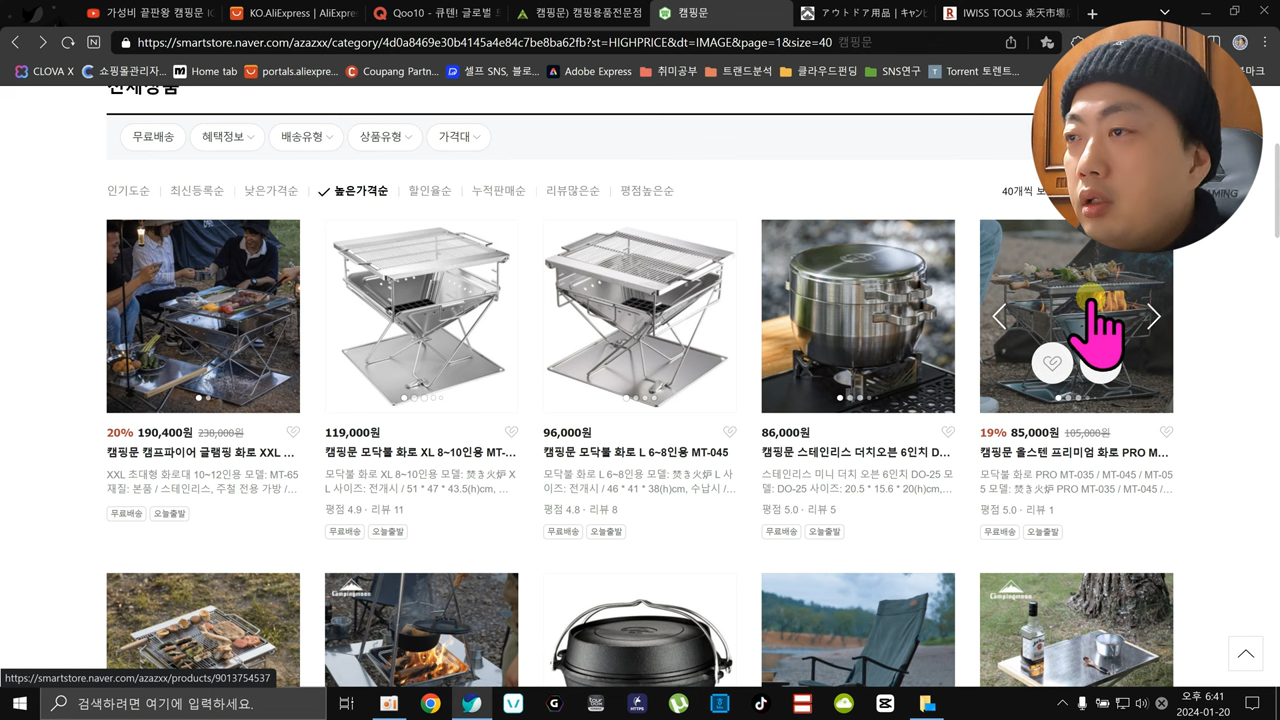 가성비 끝판왕 캠핑문
KO.AliExpress | AliExpre
Qoo10 - 큐텐! 글로벌
캠핑문) 캠핑용품전문점
캠핑문
アウトドア用品 | キャン
IWISS TOOLs 楽天市場
https://smartstore.naver.com/azazxx/category/4d0a8469e30b4145a4e84c7be8ba62fb?st=HIGHPRICE&dt=IMAGE&page=1&size=40 캠핑문
CLOVA X
쇼핑몰관리자...
Home tab
portals.aliexpre...
Coupang Partn...
셀프 SNS, 블로...
Adobe Express
취미공부
트랜드분석
클라우드펀딩
SNS연구
Torrent 토렌트...
북마크
전체상품
무료배송
혜택정보
배송유형
상품유형
가격대
인기도순
최신등록순
낮은가격순
높은가격순
할인율순
누적판매순
리뷰많은순
평점높은순
40개씩 보
GAMING
20% 190,400원 238,000원
캠핑문 캠프파이어 글램핑 화로 XXL ...
XXL 초대형 화로대 10~12인용 모델: MT-65
재질: 본품 / 스테인리스, 주철 전용 가방 /...
무료배송 오늘출발
119,000원
캠핑문 모닥불 화로 XL 8~10인용 MT-...
모닥불 화로 XL 8~10인용 모델: 焚き火炉 X
L 사이즈: 전개시 / 51 * 47 * 43.5(h)cm, ...
평점 4.9 · 리뷰 11
무료배송 오늘출발
96,000원
캠핑문 모닥불 화로 L 6~8인용 MT-045
모닥불 화로 L 6~8인용 모델: 焚き火炉 L 사
이즈: 전개시 / 46 * 41 * 38(h)cm, 수납시 /...
평점 4.8 · 리뷰 8
무료배송 오늘출발
86,000원
캠핑문 스테인리스 더치오븐 6인치 D...
스테인리스 미니 더치 오븐 6인치 DO-25 모
델: DO-25 사이즈: 20.5 * 15.6 * 20(h)cm,...
평점 5.0 · 리뷰 5
무료배송 오늘출발
19% 85,000원 105,000원
캠핑문 올스텐 프리미엄 화로 PRO M...
모닥불 화로 PRO MT-035 / MT-045 / MT-05
5 모델: 焚き火炉 PRO MT-035 / MT-045 /...
평점 5.0 · 리뷰 1
무료배송 오늘출발
Campingmoon
Campingmoon
https://smartstore.naver.com/azazxx/products/9013754537
검색하려면 여기에 입력하세요.
HTTPS
오후 6:41
2024-01-20